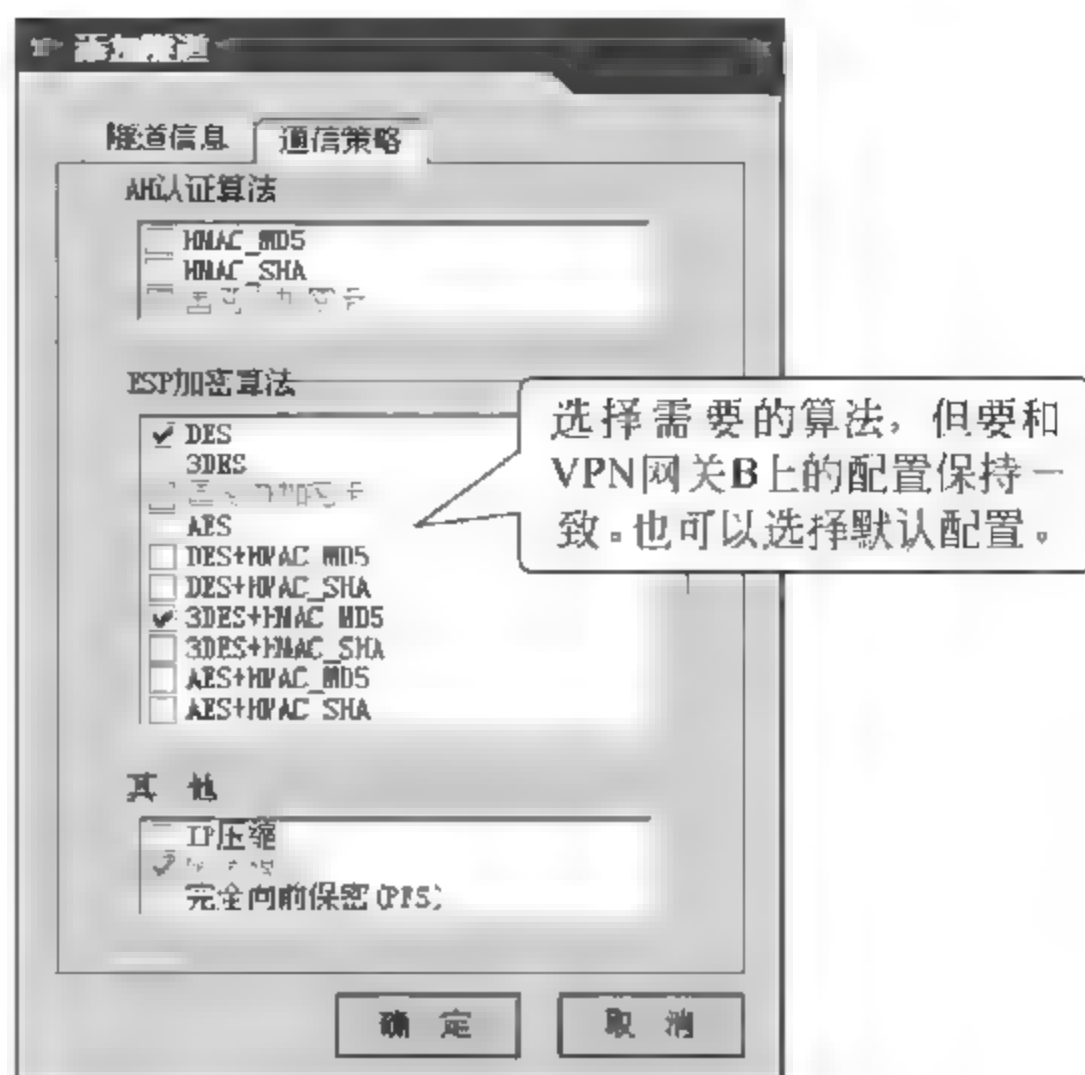 添加隧道
隧道信息 通信策略
AH认证算法
HMAC_MD5
HMAC_SHA
ESP加密算法
DES
3DES
AES
DES+HMAC_MD5
DES+HMAC_SHA
3DES+HMAC_MD5
3DES+HMAC_SHA
AES+HMAC_MD5
AES+HMAC_SHA
选择需要的算法，但要和
VPN网关B上的配置保持一
致。也可以选择默认配置。
其 他
IP压缩
完全向前保密(PFS)
确 定 取 消